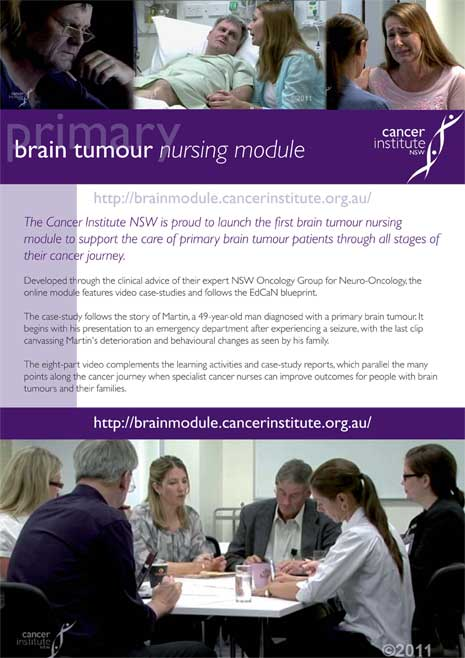 cancer
institute
NSW
©2011
primary
brain tumour nursing module
cancer
institute
NSW
http://brainmodule.cancerinstitute.org.au/
The Cancer Institute NSW is proud to launch the first brain tumour nursing
module to support the care of primary brain tumour patients through all stages of
their cancer journey.
Developed through the clinical advice of their expert NSW Oncology Group for Neuro-Oncology, the
online module features video case-studies and follows the EdCaN blueprint.
The case-study follows the story of Martin, a 49-year-old man diagnosed with a primary brain tumour. It
begins with his presentation to an emergency department after experiencing a seizure, with the last clip
canvassing Martin's deterioration and behavioural changes as seen by his family.
The eight-part video complements the learning activities and case-study reports, which parallel the many
points along the cancer journey when specialist cancer nurses can improve outcomes for people with brain
tumours and their families.
http://brainmodule.cancerinstitute.org.au/
cancer
institute
NSW
©2011